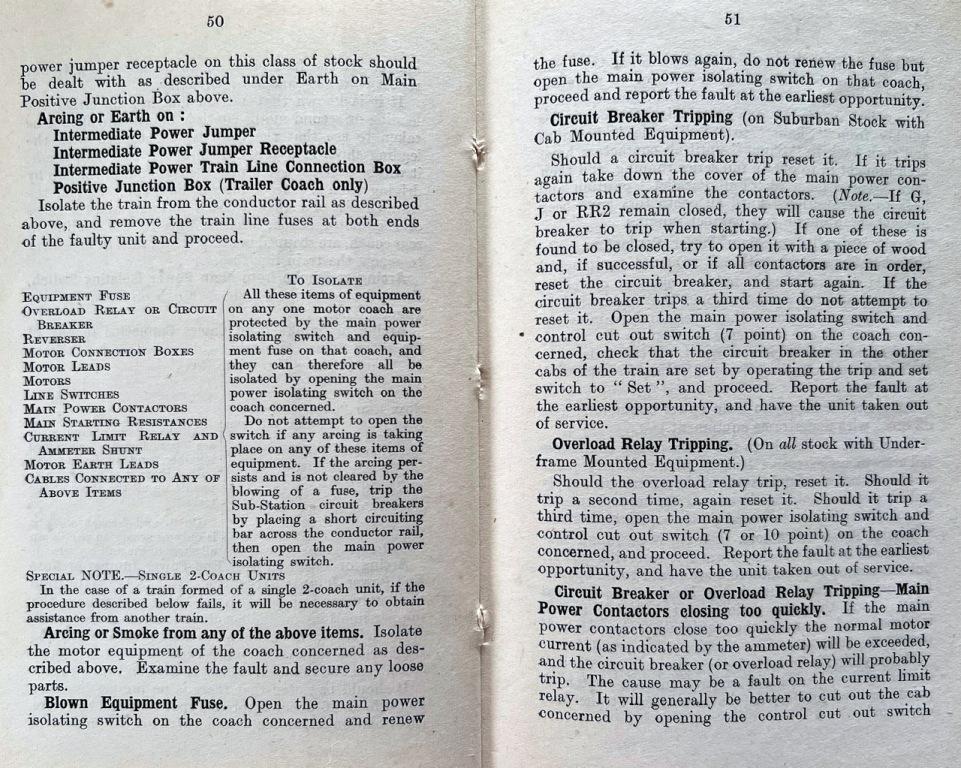 50
power jumper receptacle on this class of stock should
be dealt with as described under Earth on Main
Positive Junction Box above.
Arcing or Earth on :
Intermediate Power Jumper
Intermediate Power Jumper Receptacle
Intermediate Power Train Line Connection Box
Positive Junction Box (Trailer Coach only)
Isolate the train from the conductor rail as described
above, and remove the train line fuses at both ends
of the faulty unit and proceed.
EQUIPMENT FUSE
OVERLOAD RELAY OR CIRCUIT
BREAKER
REVERSER
MOTOR CONNECTION BOXES
MOTOR LEADS
MOTORS
LINE SWITCHES
MAIN POWER CONTACTORS
MAIN STARTING RESISTANCES
CURRENT LIMIT RELAY AND
AMMETER SHUNT
MOTOR EARTH LEADS
CABLES CONNECTED TO ANY OF
ABOVE ITEMS
TO ISOLATE
All these items of equipment
on any one motor coach are
protected by the main power
isolating switch and equip-
ment fuse on that coach, and
they can therefore all be
isolated by opening the main
power isolating switch on the
coach concerned.
Do not attempt to open the
switch if any arcing is taking
place on any of these items of
equipment. If the arcing per-
sists and is not cleared by the
blowing of a fuse, trip the
Sub-Station circuit breakers
by placing a short circuiting
bar across the conductor rail,
then open the main power
isolating switch.
SPECIAL NOTE.—SINGLE 2-COACH UNITS
In the case of a train formed of a single 2-coach unit, if the
procedure described below fails, it will be necessary to obtain
assistance from another train.
Arcing or Smoke from any of the above items. Isolate
the motor equipment of the coach concerned as des-
cribed above. Examine the fault and secure any loose
parts.
Blown Equipment Fuse. Open the main power
isolating switch on the coach concerned and renew
51
the fuse. If it blows again, do not renew the fuse but
open the main power isolating switch on that coach,
proceed and report the fault at the earliest opportunity.
Circuit Breaker Tripping (on Suburban Stock with
Cab Mounted Equipment).
Should a circuit breaker trip reset it. If it trips
again take down the cover of the main power con-
tactors and examine the contactors. (Note.—If G,
J or RR2 remain closed, they will cause the circuit
breaker to trip when starting.) If one of these is
found to be closed, try to open it with a piece of wood
and, if successful, or if all contactors are in order,
reset the circuit breaker, and start again. If the
circuit breaker trips a third time do not attempt to
reset it. Open the main power isolating switch and
control cut out switch (7 point) on the coach con-
cerned, check that the circuit breaker in the other
cabs of the train are set by operating the trip and set
switch to “ Set ”, and proceed. Report the fault at
the earliest opportunity, and have the unit taken out
of service.
Overload Relay Tripping. (On all stock with Under-
frame Mounted Equipment.)
Should the overload relay trip, reset it. Should it
trip a second time, again reset it. Should it trip a
third time, open the main power isolating switch and
control cut out switch (7 or 10 point) on the coach
concerned, and proceed. Report the fault at the earliest
opportunity, and have the unit taken out of service.
Circuit Breaker or Overload Relay Tripping—Main
Power Contactors closing too quickly. If the main
power contactors close too quickly the normal motor
current (as indicated by the ammeter) will be exceeded,
and the circuit breaker (or overload relay) will probably
trip. The cause may be a fault on the current limit
relay. It will generally be better to cut out the cab
concerned by opening the control cut out switch